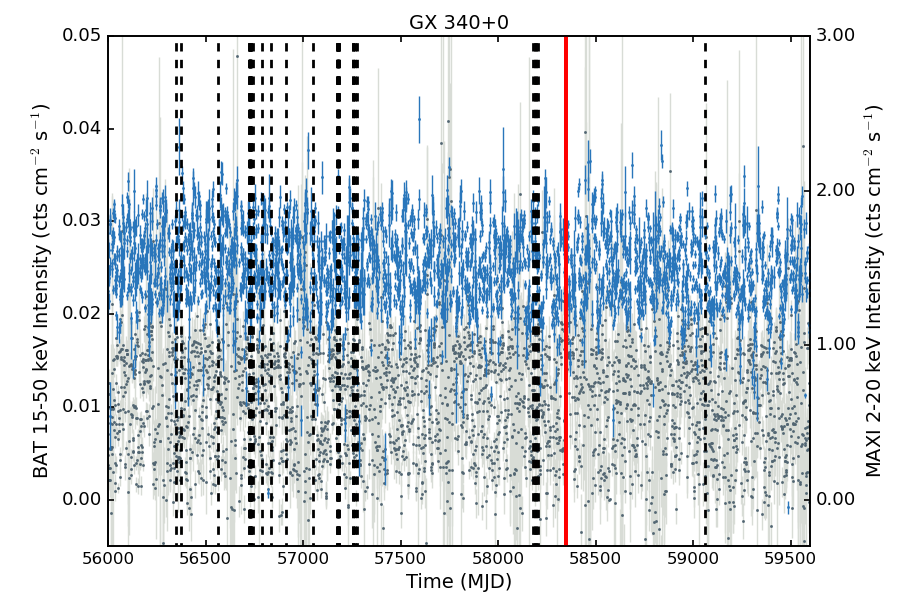 GX 340+0
0.05
0.04
0.03
0.02
0.01
0.00
BAT 15-50 keV Intensity (cts cm⁻² s⁻¹)
3.00
2.00
1.00
0.00
MAXI 2-20 keV Intensity (cts cm⁻² s⁻¹)
56000 56500 57000 57500 58000 58500 59000 59500
Time (MJD)